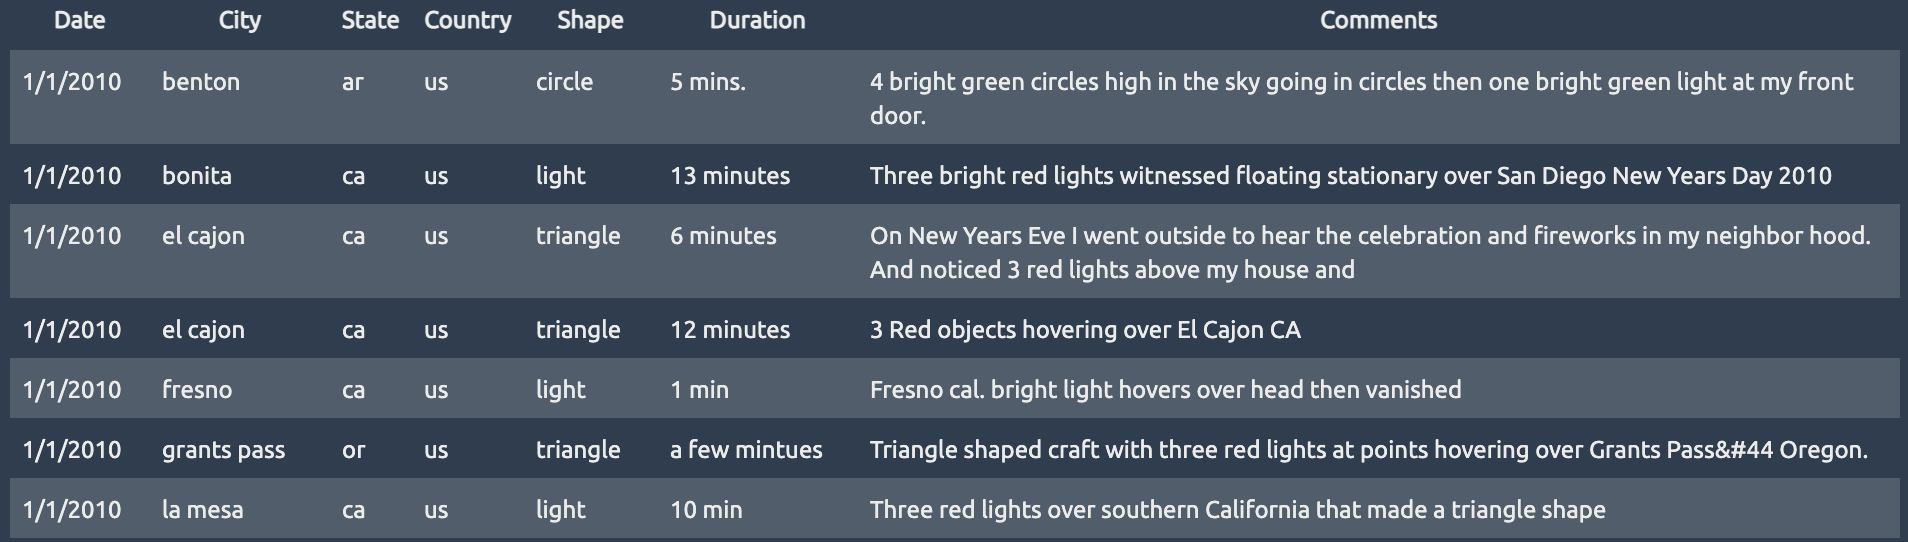 Date City State Country Shape Duration Comments
1/1/2010 benton ar us circle 5 mins. 4 bright green circles high in the sky going in circles then one bright green light at my front
door.
1/1/2010 bonita ca us light 13 minutes Three bright red lights witnessed floating stationary over San Diego New Years Day 2010
1/1/2010 el cajon ca us triangle 6 minutes On New Years Eve I went outside to hear the celebration and fireworks in my neighbor hood.
And noticed 3 red lights above my house and
1/1/2010 el cajon ca us triangle 12 minutes 3 Red objects hovering over El Cajon CA
1/1/2010 fresno ca us light 1 min Fresno cal. bright light hovers over head then vanished
1/1/2010 grants pass or us triangle a few mintues Triangle shaped craft with three red lights at points hovering over Grants Pass&#44 Oregon.
1/1/2010 la mesa ca us light 10 min Three red lights over southern California that made a triangle shape